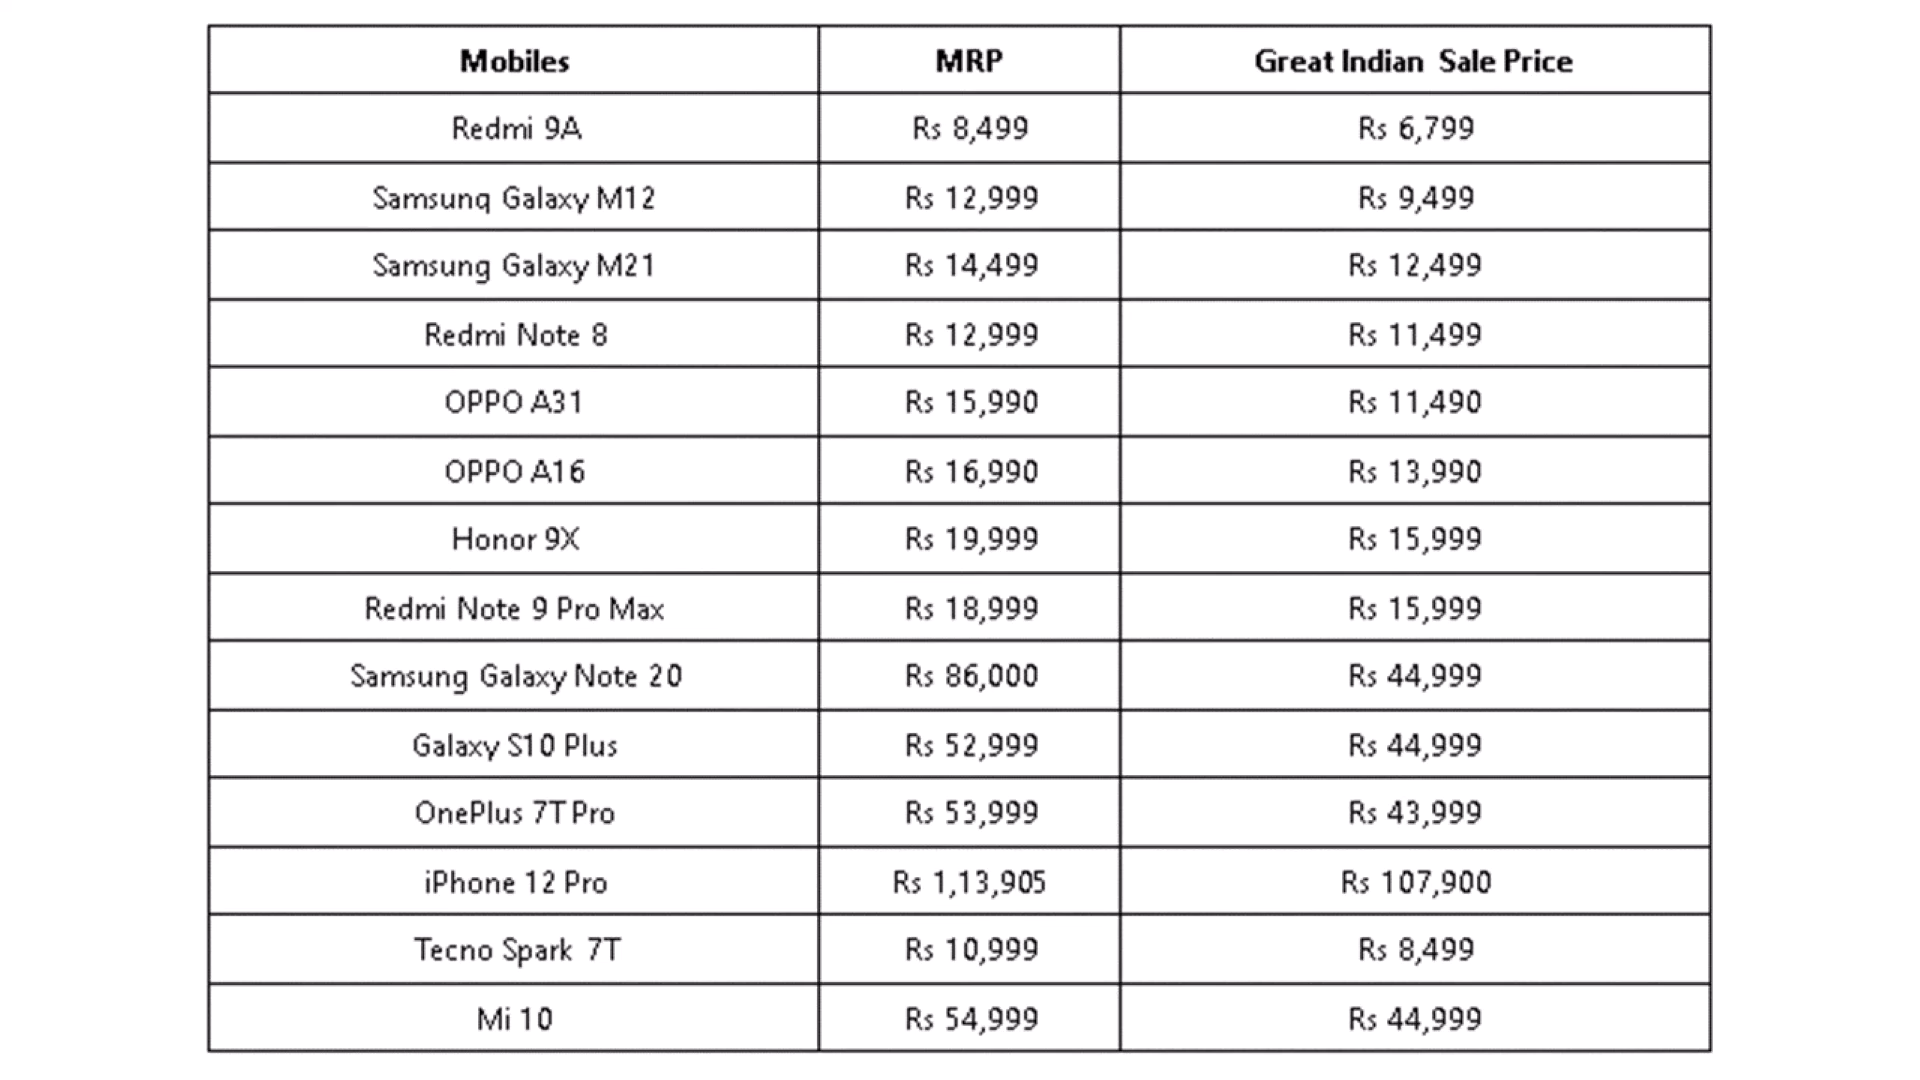 Mobiles MRP Great Indian Sale Price
Redmi 9A Rs 8,499 Rs 6,799
Samsung Galaxy M12 Rs 12,999 Rs 9,499
Samsung Galaxy M21 Rs 14,499 Rs 12,499
Redmi Note 8 Rs 12,999 Rs 11,499
OPPO A31 Rs 15,990 Rs 11,490
OPPO A16 Rs 16,990 Rs 13,990
Honor 9X Rs 19,999 Rs 15,999
Redmi Note 9 Pro Max Rs 18,999 Rs 15,999
Samsung Galaxy Note 20 Rs 86,000 Rs 44,999
Galaxy S10 Plus Rs 52,999 Rs 44,999
OnePlus 7T Pro Rs 53,999 Rs 43,999
iPhone 12 Pro Rs 1,13,905 Rs 107,900
Tecno Spark 7T Rs 10,999 Rs 8,499
Mi 10 Rs 54,999 Rs 44,999